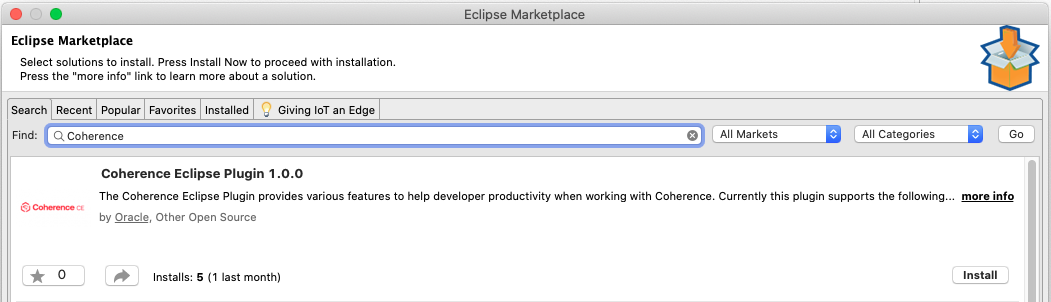 Eclipse Marketplace
Eclipse Marketplace
Select solutions to install. Press Install Now to proceed with installation.
Press the "more info" link to learn more about a solution.
Search Recent Popular Favorites Installed Giving IoT an Edge
Find: Coherence All Markets All Categories Go
Coherence Eclipse Plugin 1.0.0
The Coherence Eclipse Plugin provides various features to help developer productivity when working with Coherence. Currently this plugin supports the following... more info
Coherence CE
by Oracle, Other Open Source
0 Installs: 5 (1 last month) Install